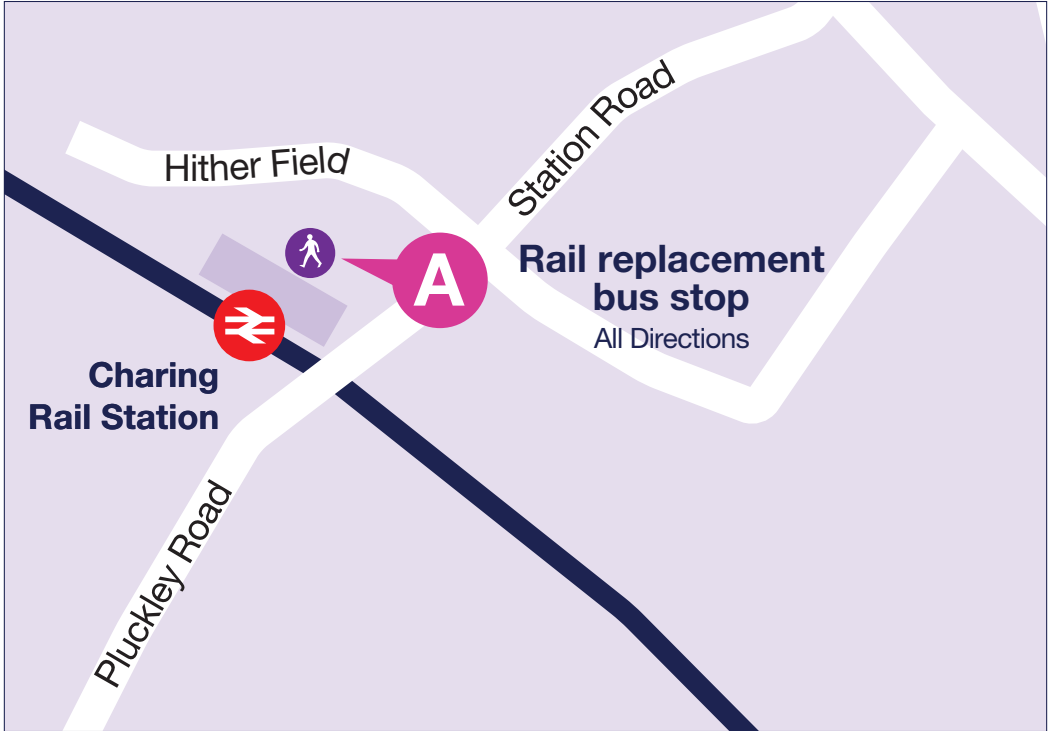 Station Road
Hither Field
A
Rail replacement
bus stop
All Directions
Charing
Rail Station
Pluckley Road